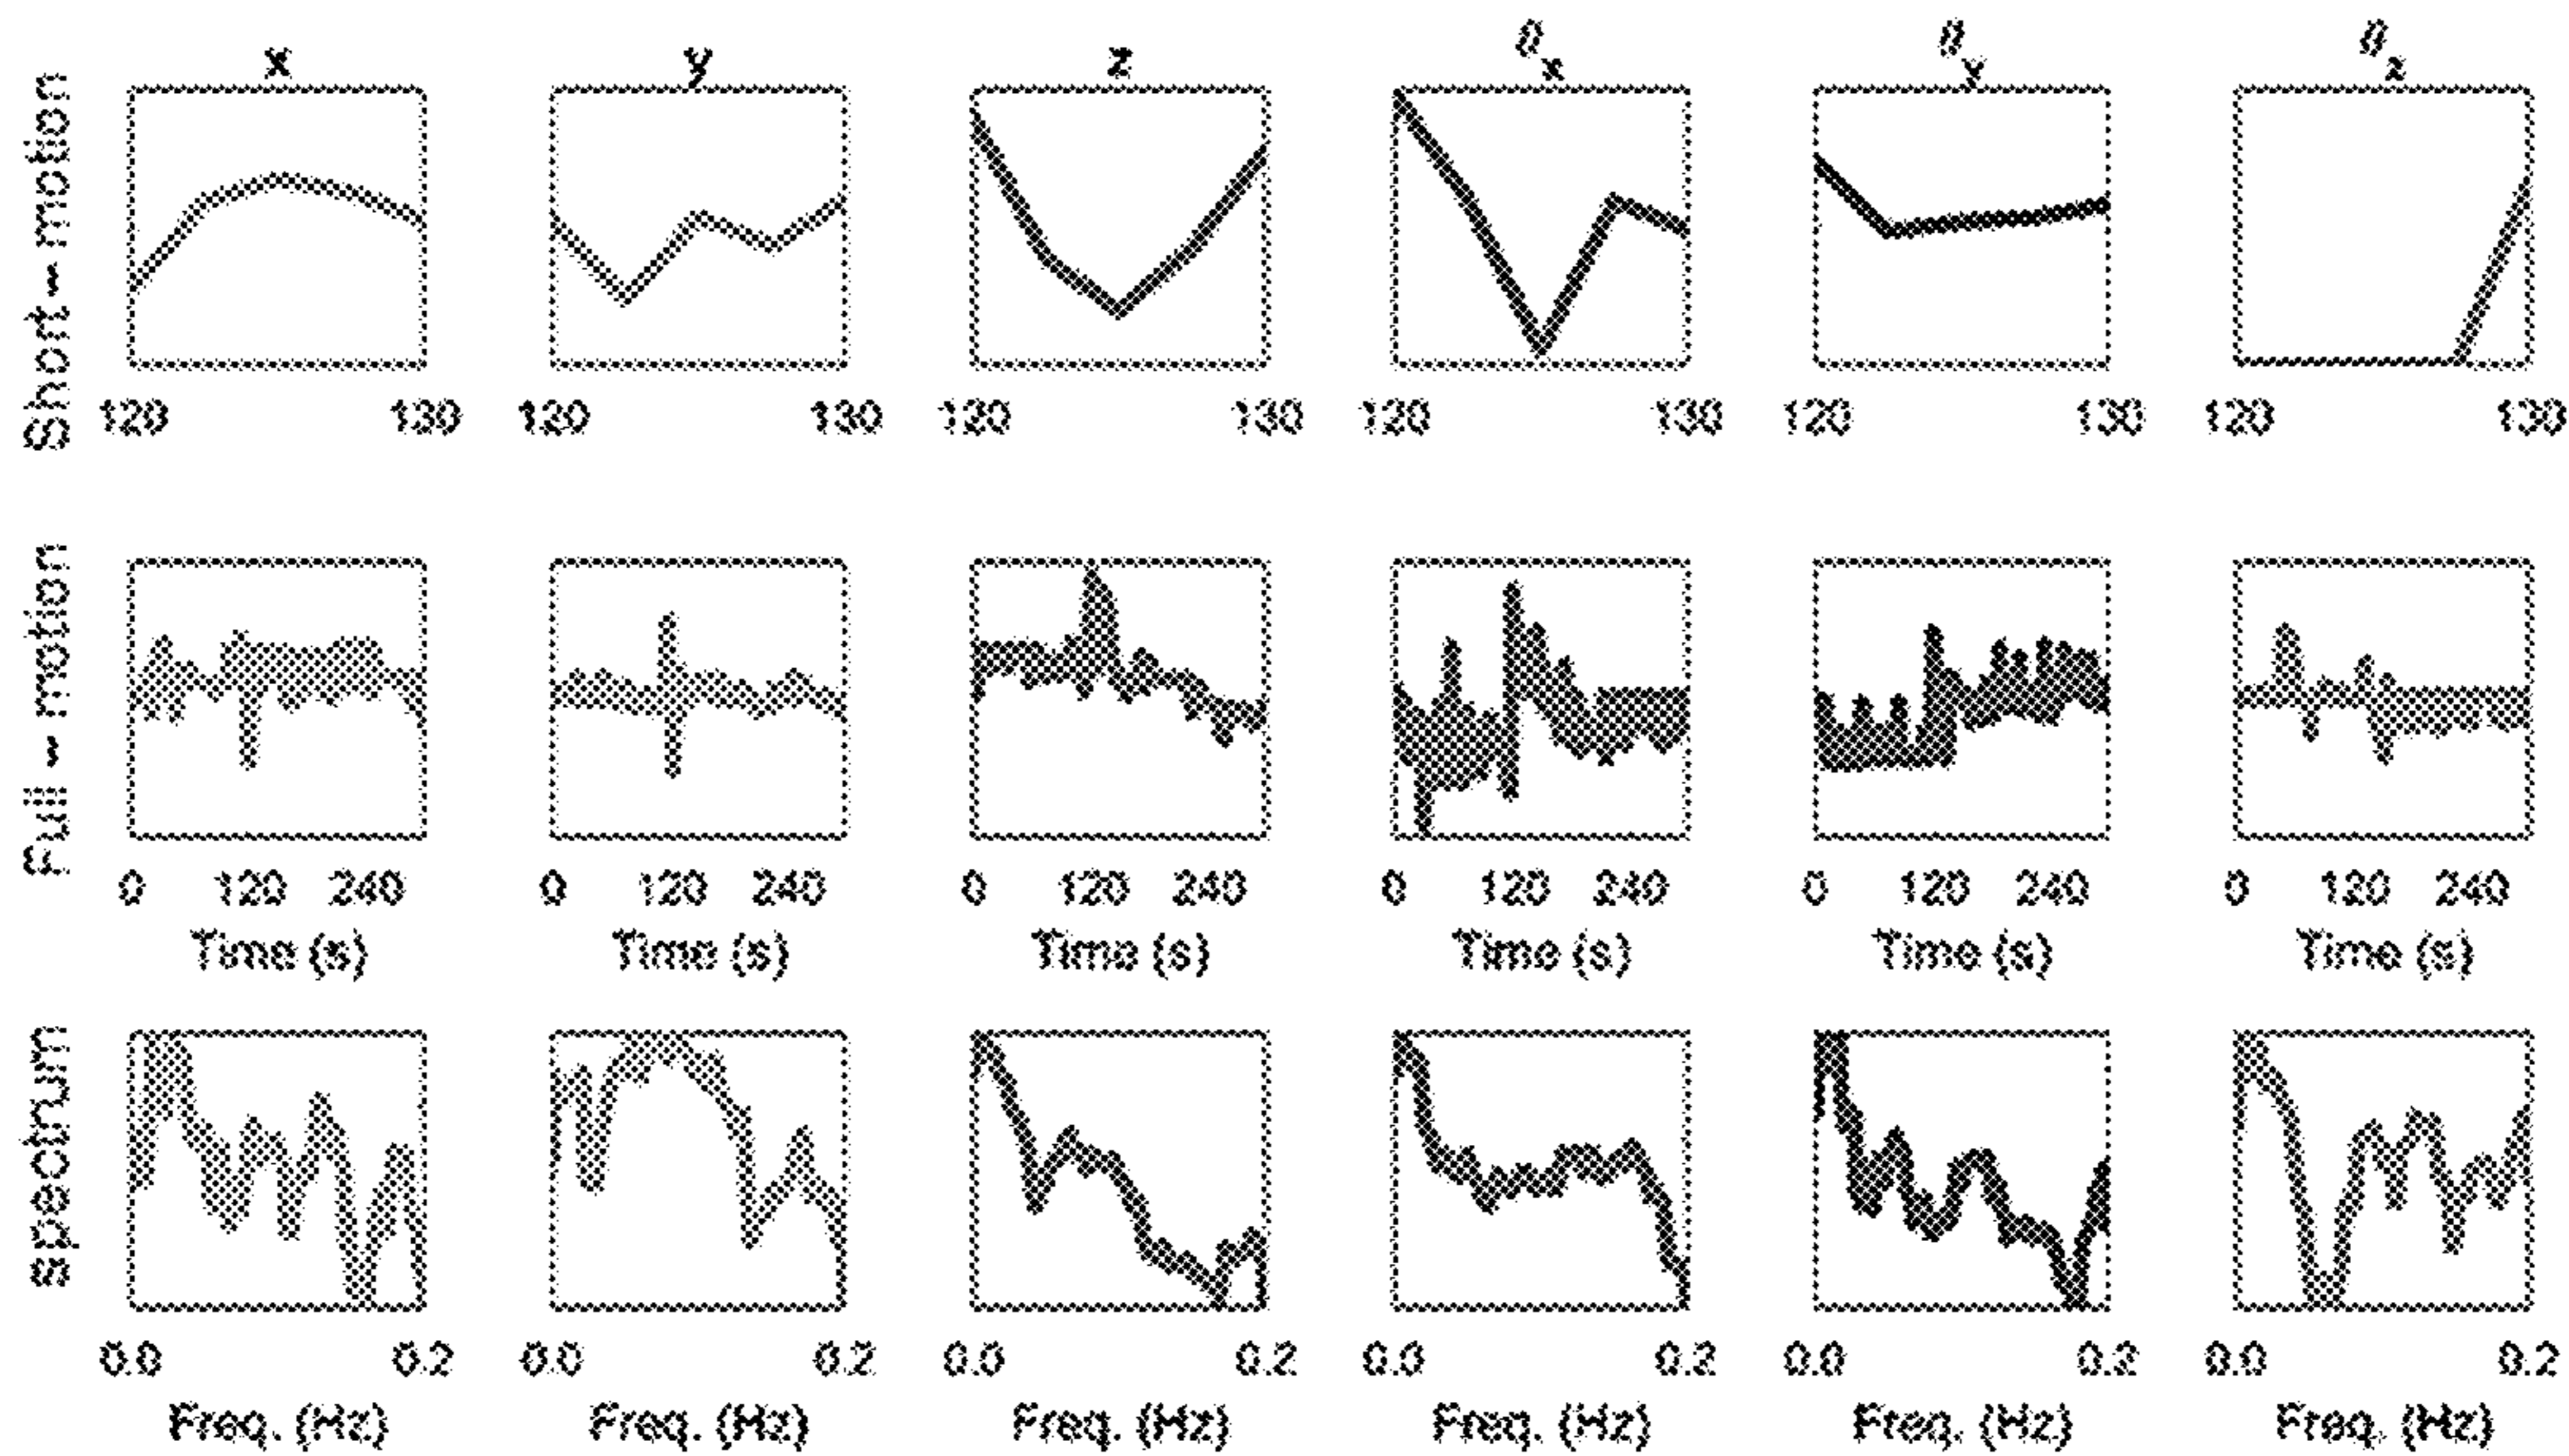 x y z θx θy θz
Short - motion
120 130 120 130 120 130 120 130 120 130 120 130
Full - motion
0 120 240 0 120 240 0 120 240 0 120 240 0 120 240 0 120 240
Time (s) Time (s) Time (s) Time (s) Time (s) Time (s)
spectrum
0.0 0.2 0.0 0.2 0.0 0.2 0.0 0.2 0.0 0.2 0.0 0.2
Freq. (Hz) Freq. (Hz) Freq. (Hz) Freq. (Hz) Freq. (Hz) Freq. (Hz)